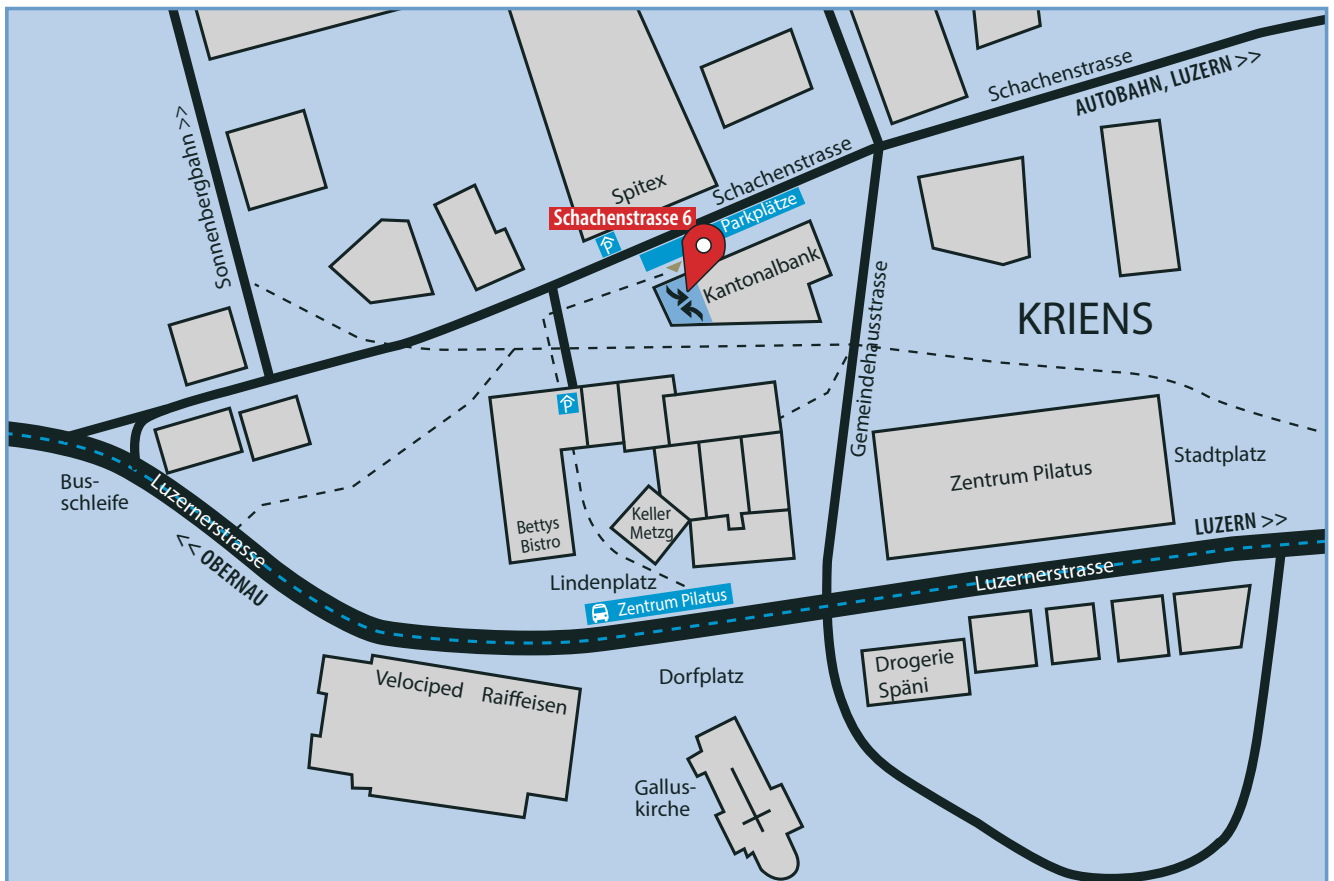 Schachenstrasse
AUTOBAHN, LUZERN >>
Sonnenbergbahn >>
Spitex
Schachenstrasse
Schachenstrasse 6
Parkplätze
P
Kantonalbank
KRIENS
Gemeindehausstrasse
P
Zentrum Pilatus
Stadtplatz
Bus-
schleife
Luzernerstrasse
<< OBERNAU
Bettys
Bistro
Keller
Metzg
LUZERN >>
Lindenplatz
Luzernerstrasse
Zentrum Pilatus
Dorfplatz
Drogerie
Späni
Velociped
Raiffeisen
Gallus-
kirche